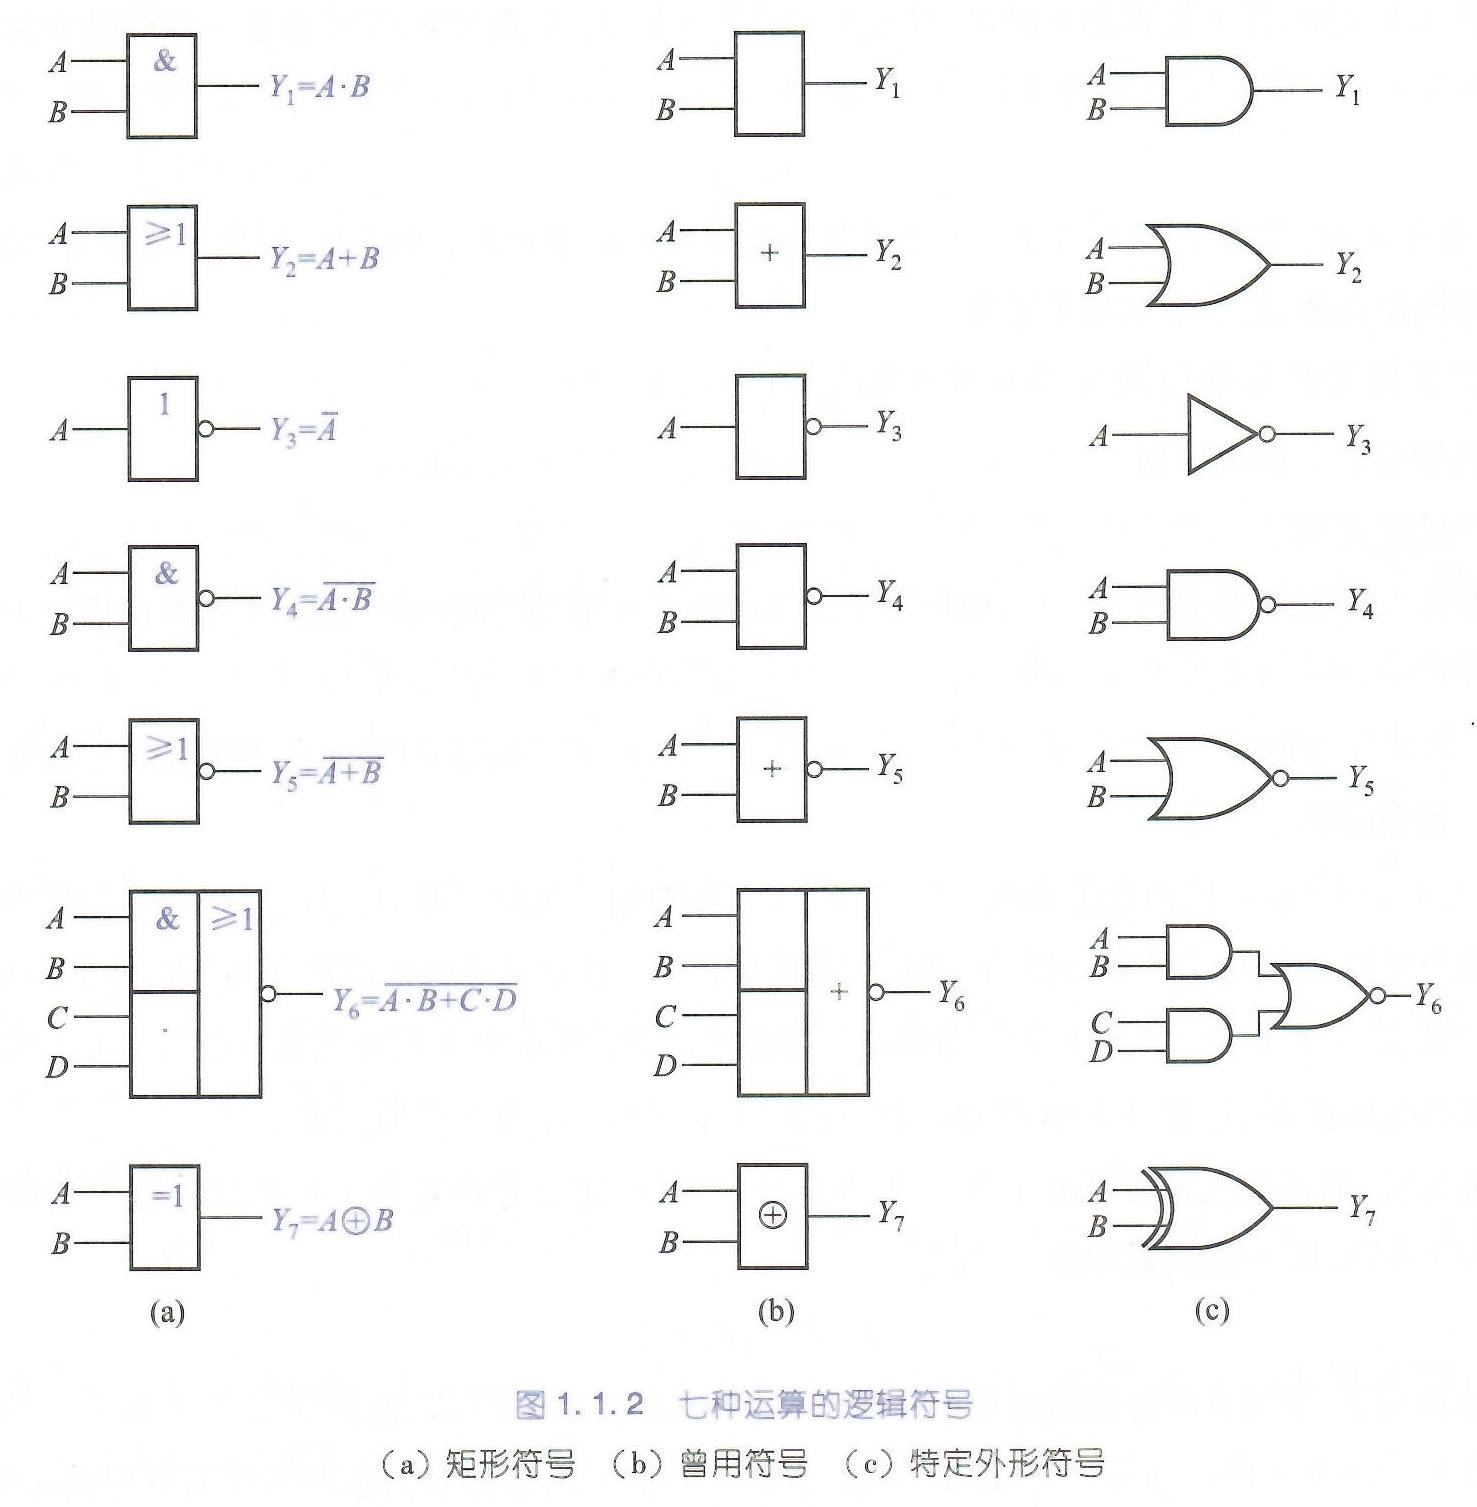 A & Y₁=A·B
B
A Y₁
B
A Y₁
B
A ≥1 Y₂=A+B
B
A + Y₂
B
A Y₂
B
A 1 Y₃=A̅
A Y₃
A Y₃
A & Y₄=A̅·̅B̅
B
A Y₄
B
A Y₄
B
A ≥1 Y₅=A̅+̅B̅
B
A + Y₅
B
A Y₅
B
A & ≥1
B
C
D
Y₆=A̅·̅B̅+̅C̅·̅D̅
A
B
C
D
+ Y₆
A
B
C
D
Y₆
A =1 Y₇=A⊕B
B
A ⊕ Y₇
B
A Y₇
B
(a) (b) (c)
图 1.1.2 七种运算的逻辑符号
(a) 矩形符号 (b) 曾用符号 (c) 特定外形符号